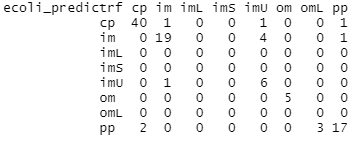 ecoli_predictrf cp im imL imS imU om omL pp
cp 40 1 0 0 1 0 0 1
im 0 19 0 0 4 0 0 1
imL 0 0 0 0 0 0 0 0
imS 0 0 0 0 0 0 0 0
imU 0 1 0 0 6 0 0 0
om 0 0 0 0 0 5 0 0
omL 0 0 0 0 0 0 0 0
pp 2 0 0 0 0 0 3 17